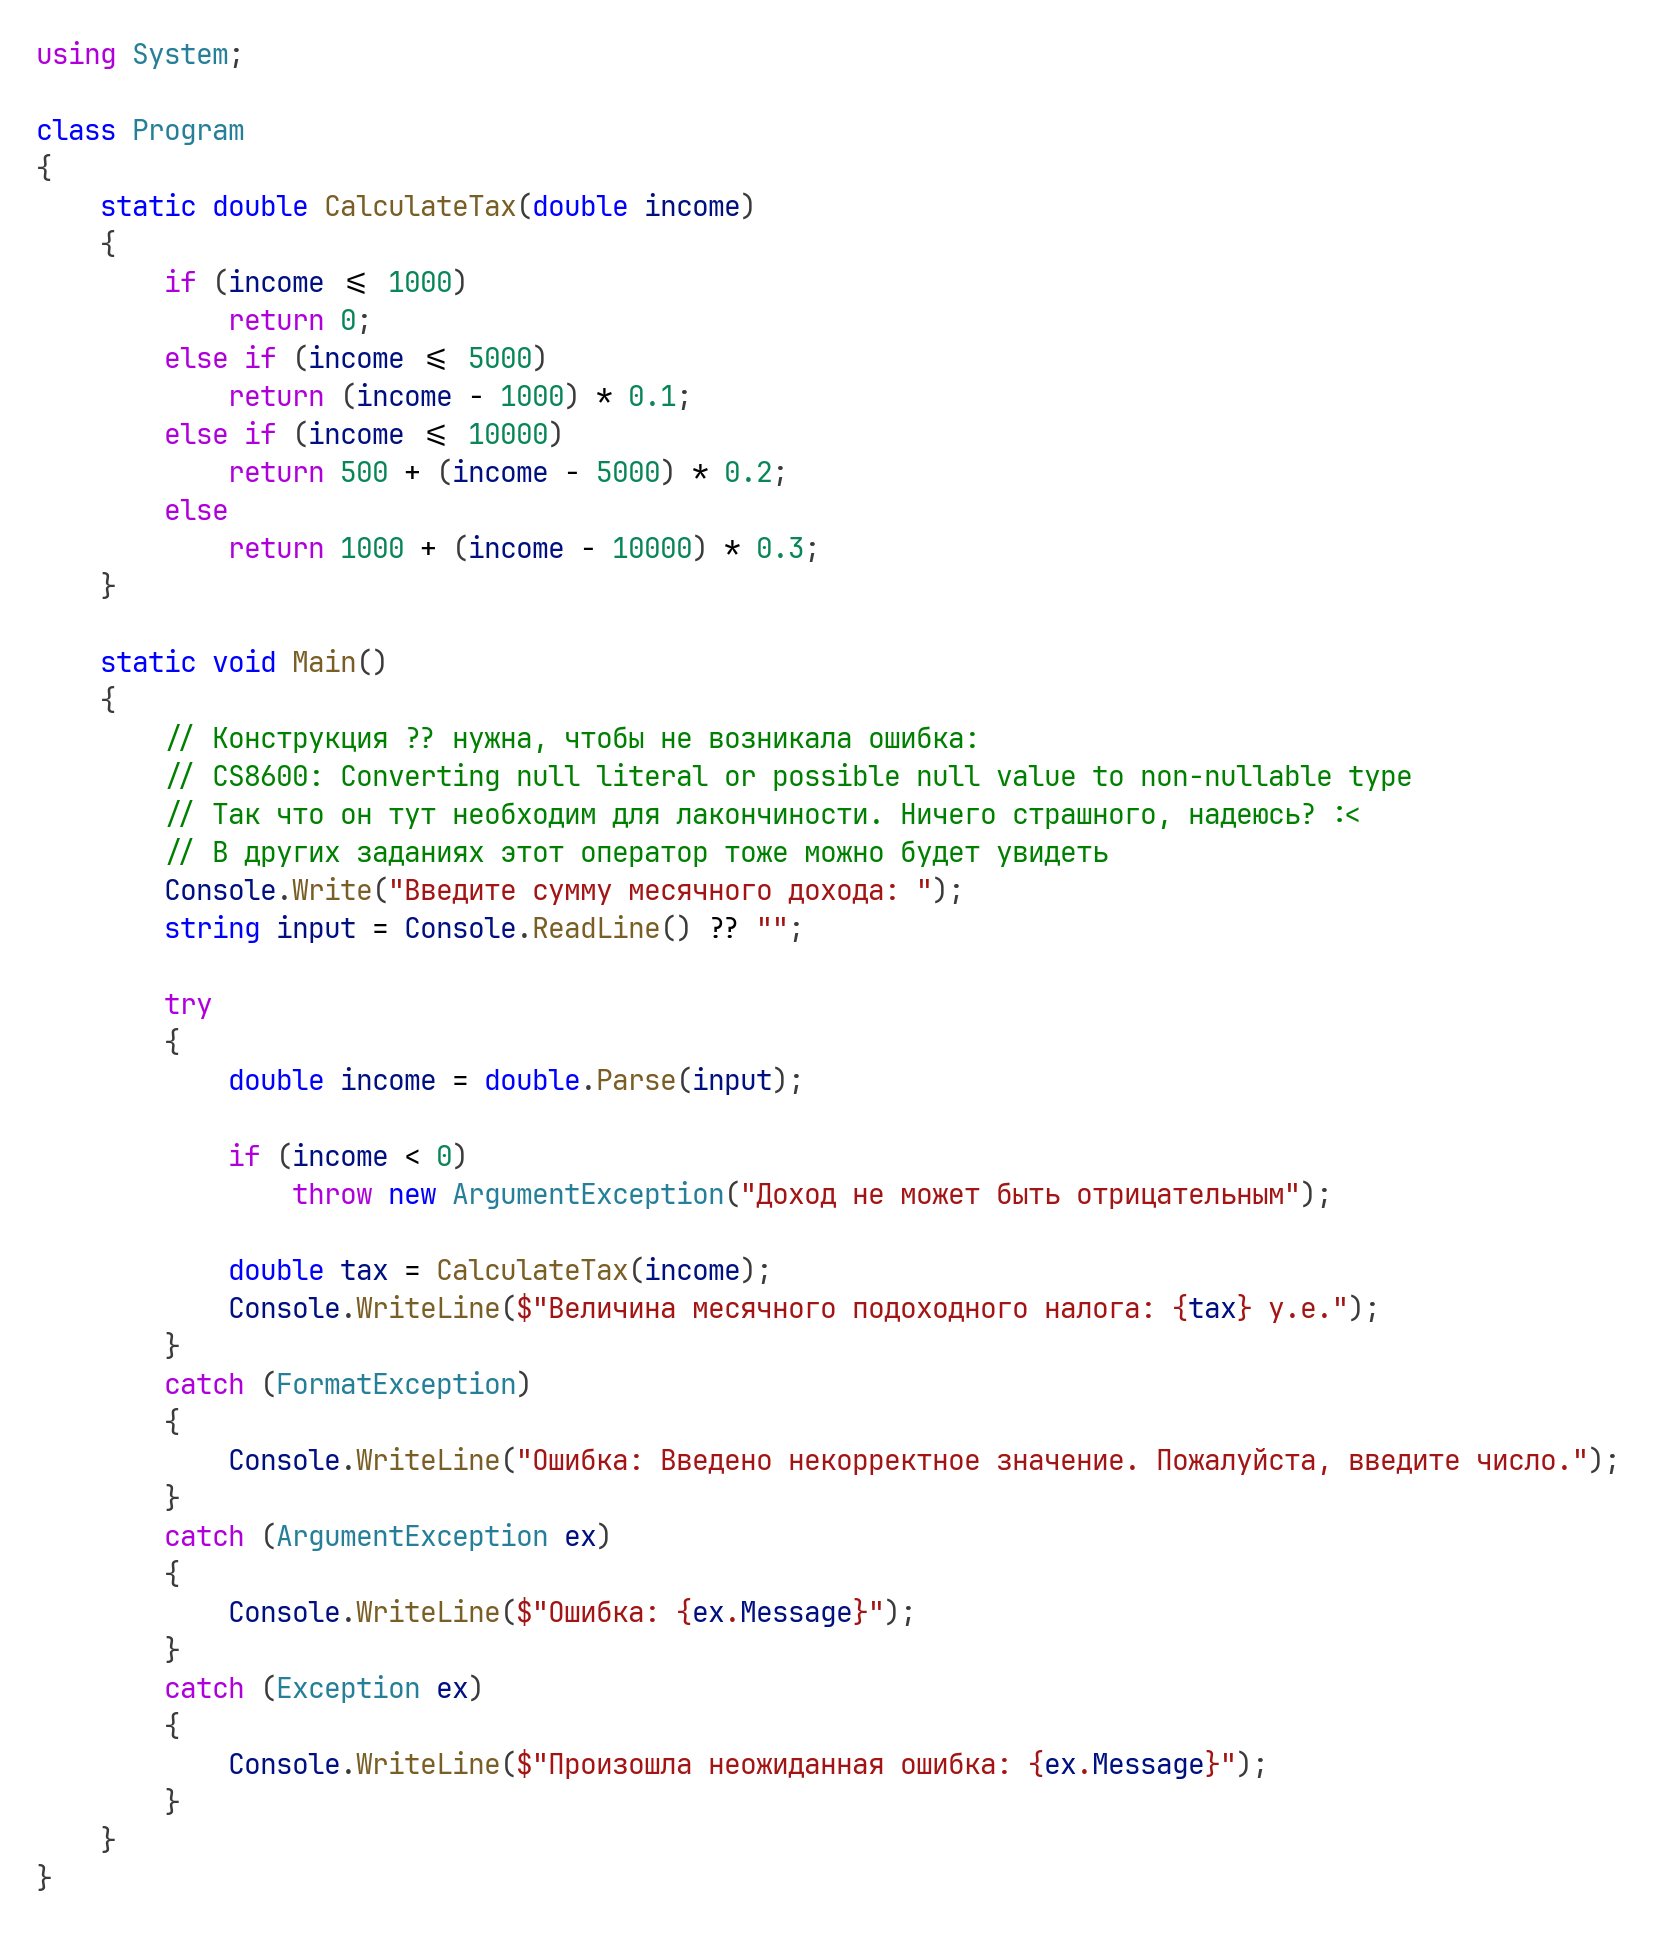 using System;

class Program
{
    static double CalculateTax(double income)
    {
        if (income <= 1000)
            return 0;
        else if (income <= 5000)
            return (income - 1000) * 0.1;
        else if (income <= 10000)
            return 500 + (income - 5000) * 0.2;
        else
            return 1000 + (income - 10000) * 0.3;
    }

    static void Main()
    {
        // Конструкция ?? нужна, чтобы не возникала ошибка:
        // CS8600: Converting null literal or possible null value to non-nullable type
        // Так что он тут необходим для лакончиности. Ничего страшного, надеюсь? :<
        // В других заданиях этот оператор тоже можно будет увидеть
        Console.Write("Введите сумму месячного дохода: ");
        string input = Console.ReadLine() ?? "";

        try
        {
            double income = double.Parse(input);

            if (income < 0)
                throw new ArgumentException("Доход не может быть отрицательным");

            double tax = CalculateTax(income);
            Console.WriteLine($"Величина месячного подоходного налога: {tax} у.е.");
        }
        catch (FormatException)
        {
            Console.WriteLine("Ошибка: Введено некорректное значение. Пожалуйста, введите число.");
        }
        catch (ArgumentException ex)
        {
            Console.WriteLine($"Ошибка: {ex.Message}");
        }
        catch (Exception ex)
        {
            Console.WriteLine($"Произошла неожиданная ошибка: {ex.Message}");
        }
    }
}